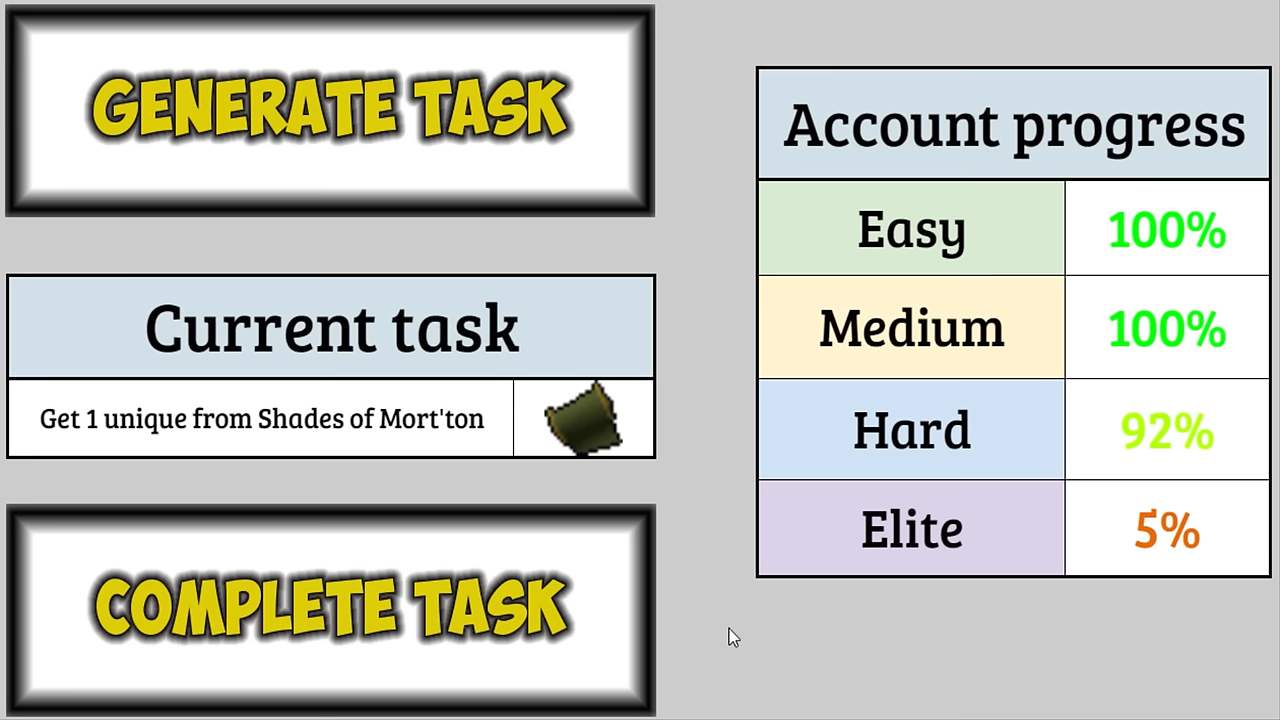 GENERATE TASK
Current task
Get 1 unique from Shades of Mort'ton
COMPLETE TASK
Account progress
Easy 100%
Medium 100%
Hard 92%
Elite 5%